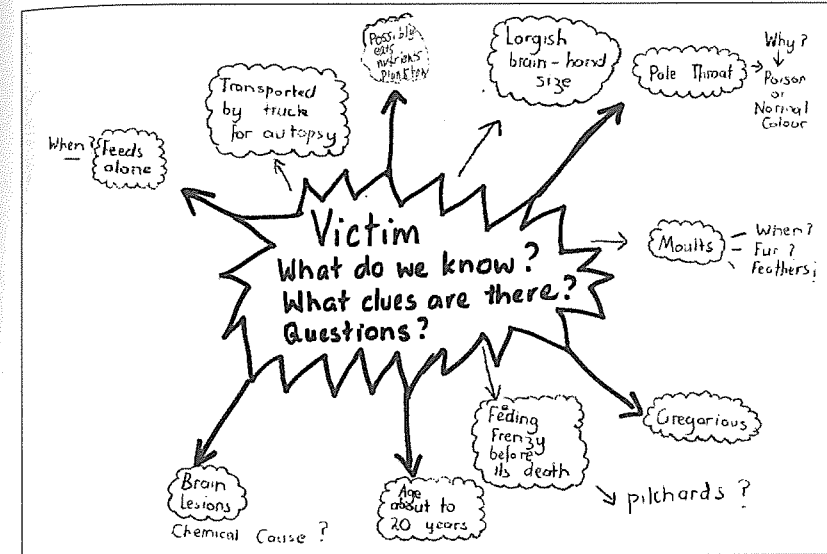 Possibly
eats
nutrients
plankton
Largish
brain-hand
size
Pale Throat
Why?
Poison
or
Normal
Colour
Transported
by truck
for autopsy
When?
Feeds
alone
Victim
What do we know?
What clues are there?
Questions?
Moults
When?
Fur?
Feathers?
Gregarious
Feeding
Frenzy
before
its death
pilchards?
Age
about to
20 years
Brain
Lesions
Chemical Cause?